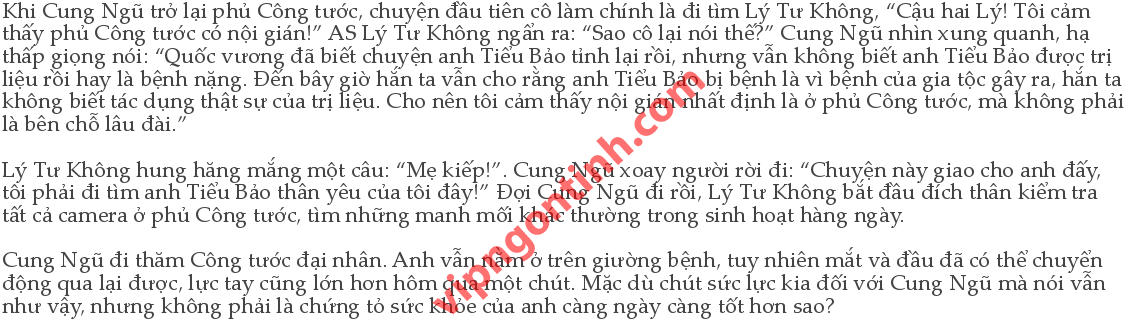 Khi Cung Ngũ trở lại phủ Công tước, chuyện đầu tiên cô làm chính là đi tìm Lý Tư Không, “Cậu hai Lý! Tôi cảm
thấy phủ Công tước có nội gián!” AS Lý Tư Không ngẩn ra: “Sao cô lại nói thế?” Cung Ngũ nhìn xung quanh, hạ
thấp giọng nói: “Quốc vương đã biết chuyện anh Tiểu Bảo tỉnh lại rồi, nhưng vẫn không biết anh Tiểu Bảo được trị
liệu rồi hay là bệnh nặng. Đến bây giờ hắn ta vẫn cho rằng anh Tiểu Bảo bị bệnh là vì bệnh của gia tộc gây ra, hắn ta
không biết tác dụng thật sự của trị liệu. Cho nên tôi cảm thấy nội gián nhất định là ở phủ Công tước, mà không phải
là bên chỗ lâu đài.”
Lý Tư Không hung hăng mắng một câu: “Mẹ kiếp!”. Cung Ngũ xoay người rời đi: “Chuyện này giao cho anh đấy,
tôi phải đi tìm anh Tiểu Bảo thân yêu của tôi đây!” Đợi Cung Ngũ đi rồi, Lý Tư Không bắt đầu đích thân kiểm tra
tất cả camera ở phủ Công tước, tìm những manh mối khác thường trong sinh hoạt hàng ngày.
Cung Ngũ đi thăm Công tước đại nhân. Anh vẫn nằm ở trên giường bệnh, tuy nhiên mắt và đầu đã có thể chuyển
động qua lại được, lực tay cũng lớn hơn hôm qua một chút. Mặc dù chút sức lực kia đối với Cung Ngũ mà nói vẫn
như vậy, nhưng không phải là chứng tỏ sức khỏe của anh càng ngày càng tốt hơn sao?
vipngontinh.com